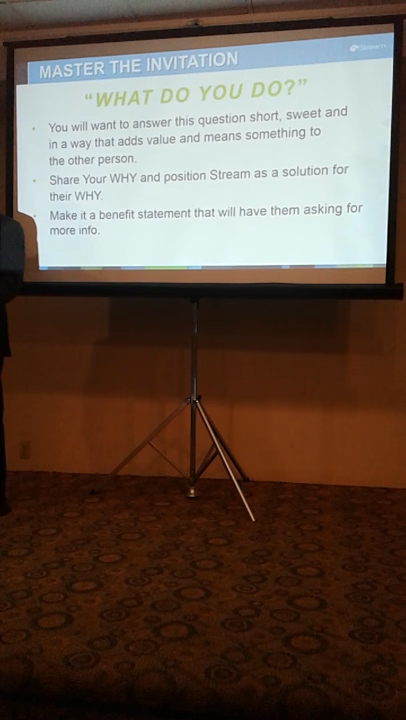 MASTER THE INVITATION
Stream
“WHAT DO YOU DO?”
• You will want to answer this question short, sweet and
in a way that adds value and means something to
the other person.
• Share Your WHY and position Stream as a solution for
their WHY.
• Make it a benefit statement that will have them asking for
more info.